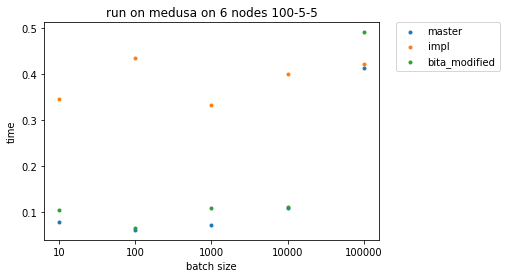 run on medusa on 6 nodes 100-5-5
master
impl
bita_modified
0.5
0.4
0.3
0.2
0.1
time
10 100 1000 10000 100000
batch size